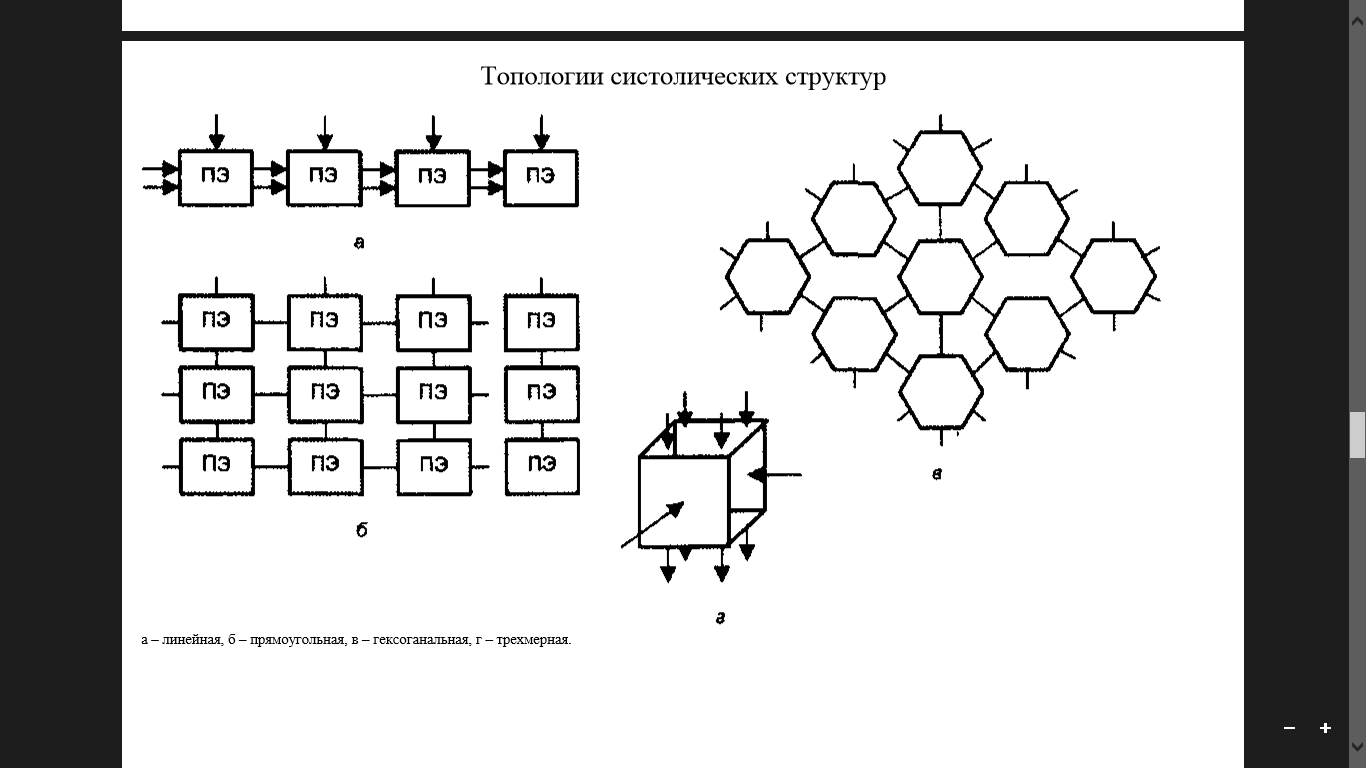 Топологии систолических структур
ПЭ ПЭ ПЭ ПЭ
а
ПЭ ПЭ ПЭ ПЭ
ПЭ ПЭ ПЭ ПЭ
ПЭ ПЭ ПЭ ПЭ
б
в
г
а – линейная, б – прямоугольная, в – гексоганальная, г – трехмерная.